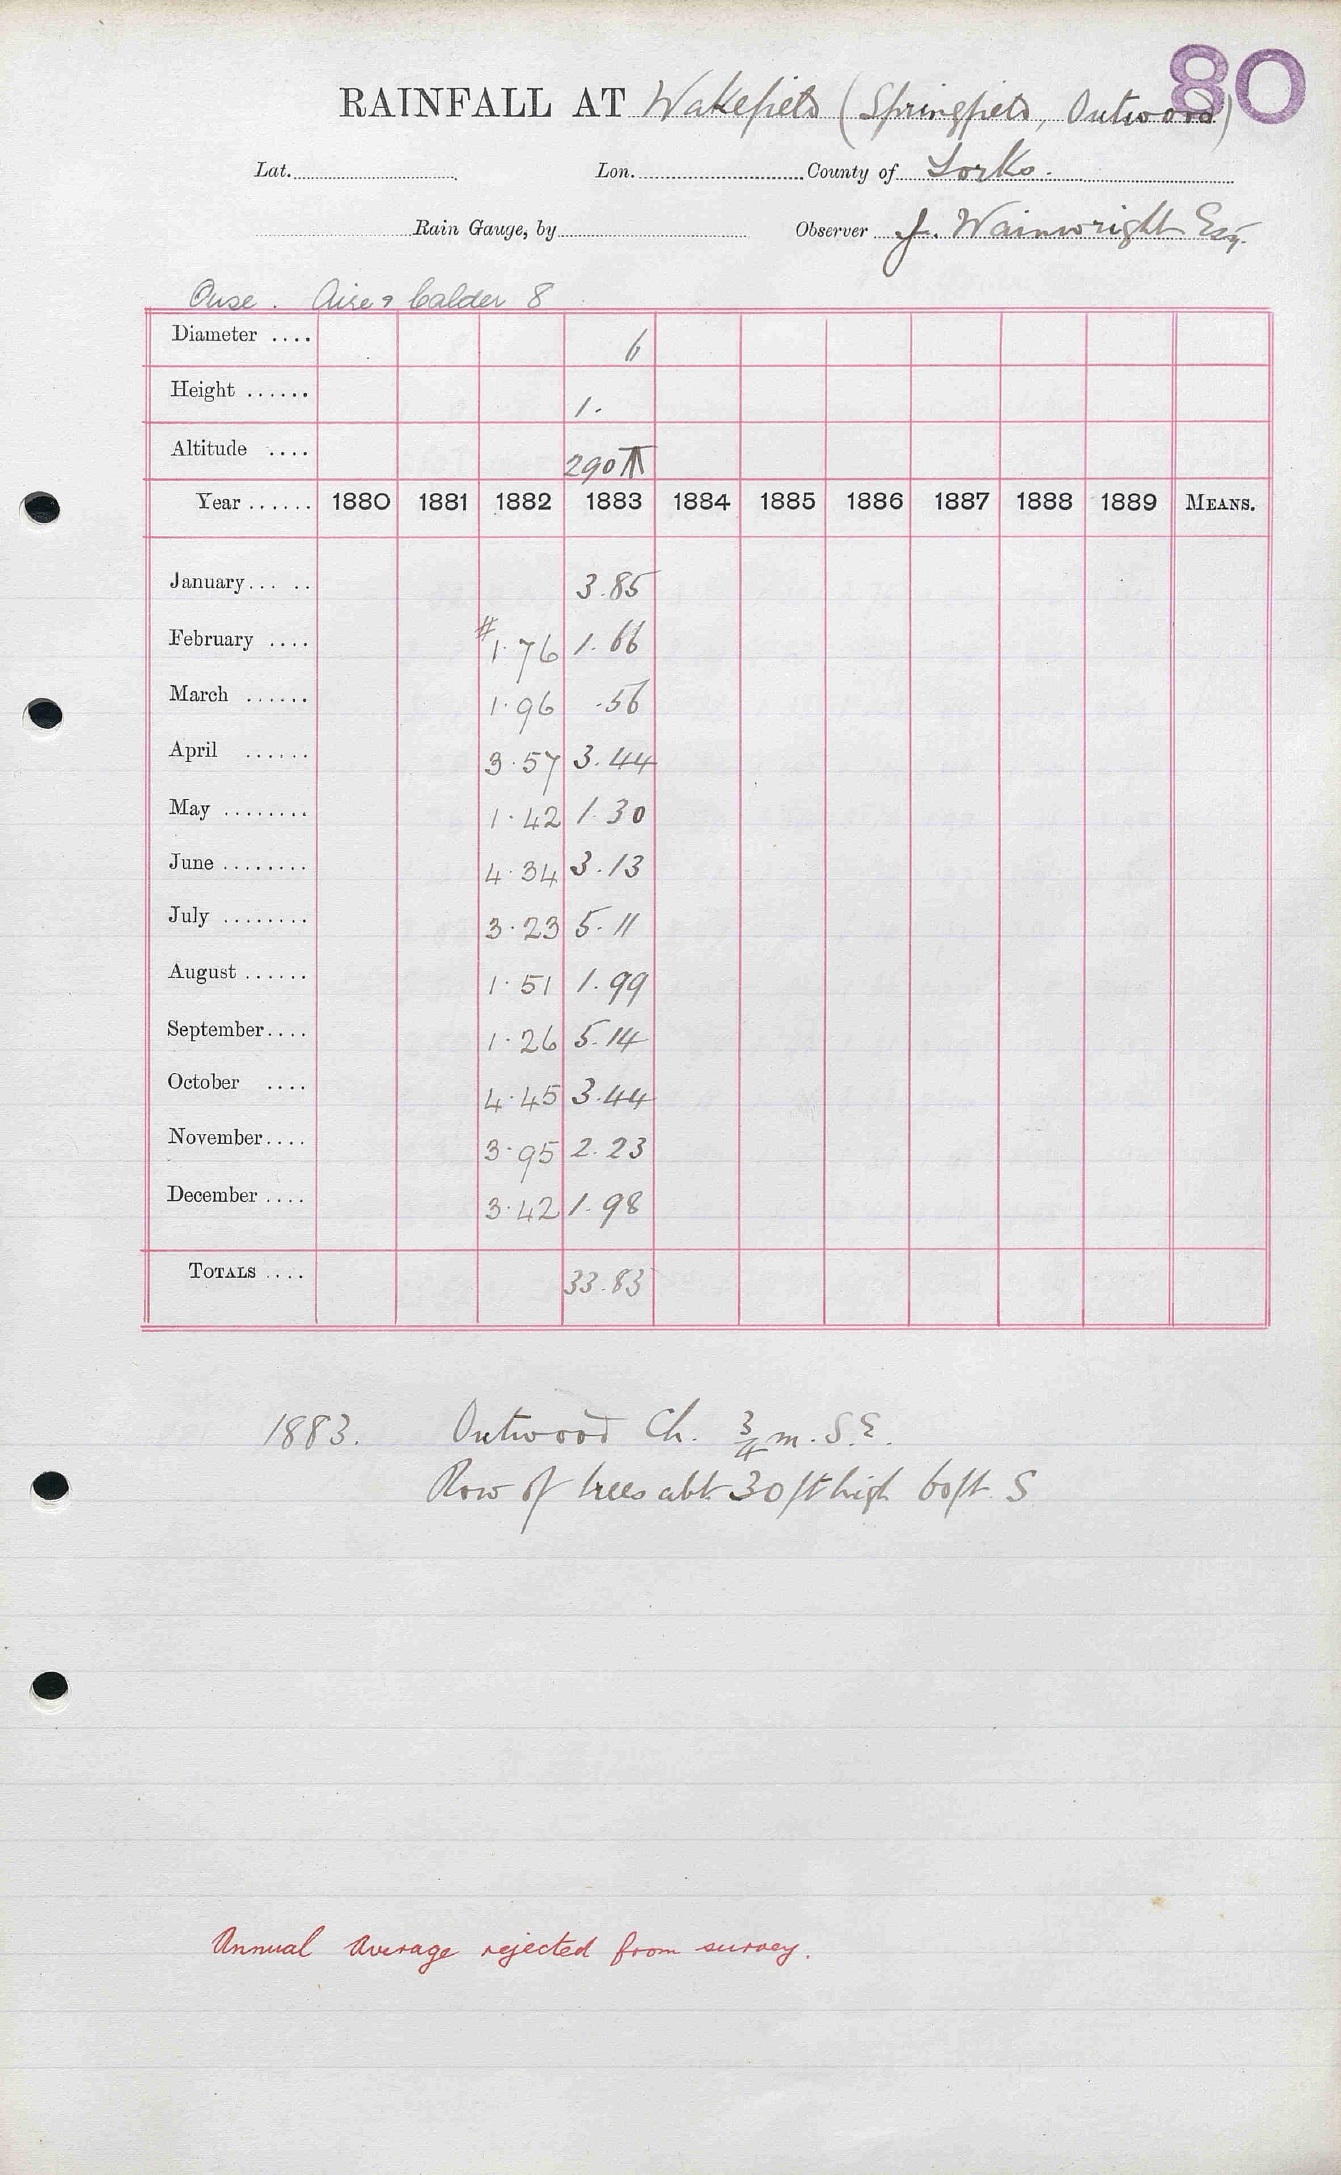 80
RAINFALL AT Wakefield (Springfield, Outwood)
Lat. Lon. County of Yorks.
Rain Gauge, by Observer J. Wainwright Esq.
Ouse. Aire & Calder 8
Diameter .... 6
Height ...... 1.
Altitude .... 290
Year ...... 1880 1881 1882 1883 1884 1885 1886 1887 1888 1889 MEANS.
January... .. 3.85
February .... #1.76 1.66
March ...... 1.96 .56
April ...... 3.57 3.44
May ........ 1.42 1.30
June ........ 4.34 3.13
July ........ 3.23 5.11
August ...... 1.51 1.99
September.... 1.26 5.14
October .... 4.45 3.44
November.... 3.95 2.23
December .... 3.42 1.98
TOTALS .... 33.83
1883. Outwood Ch. 3/4 m. S.E.
Row of trees abt. 30 ft high 60 ft. S
Annual Average rejected from survey.